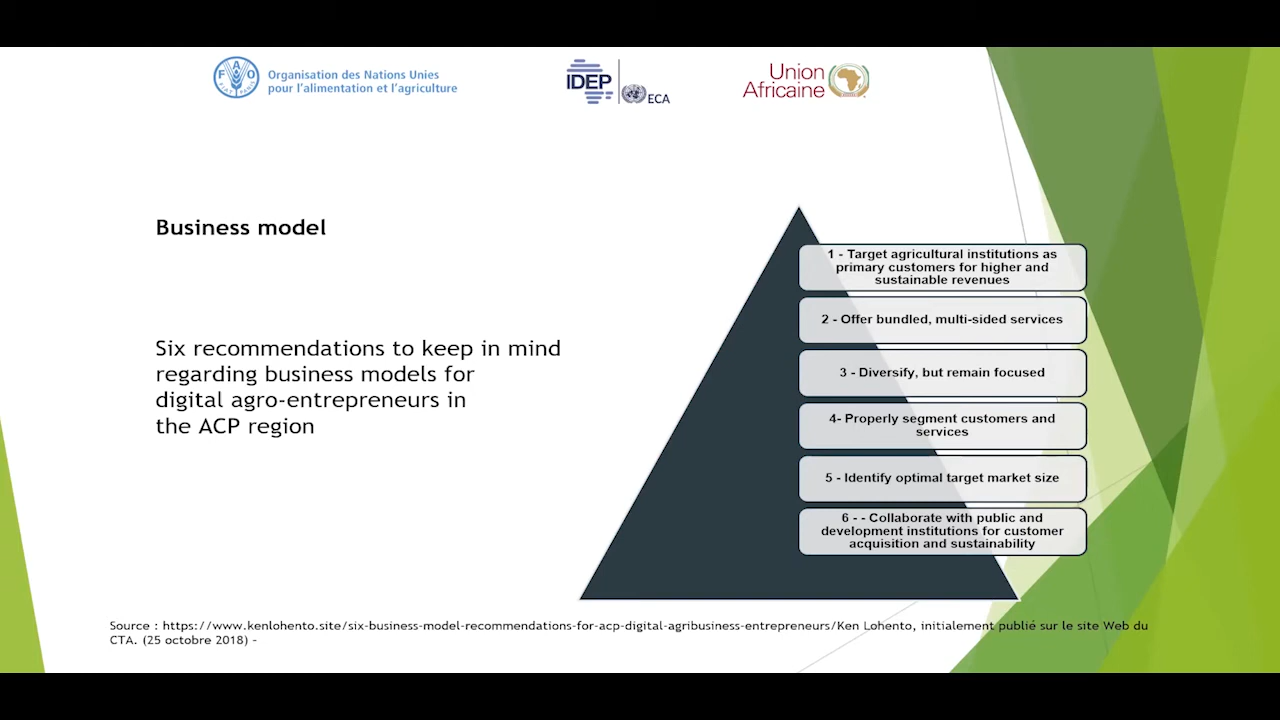 FAO
FIAT PANIS
Organisation des Nations Unies
pour l'alimentation et l'agriculture
IDEP
ECA
Union
Africaine
Business model
Six recommendations to keep in mind
regarding business models for
digital agro-entrepreneurs in
the ACP region
1 - Target agricultural institutions as
primary customers for higher and
sustainable revenues
2 - Offer bundled, multi-sided services
3 - Diversify, but remain focused
4- Properly segment customers and
services
5 - Identify optimal target market size
6 - - Collaborate with public and
development institutions for customer
acquisition and sustainability
Source : https://www.kenlohento.site/six-business-model-recommendations-for-acp-digital-agribusiness-entrepreneurs/Ken Lohento, initialement publié sur le site Web du
CTA. (25 octobre 2018) –